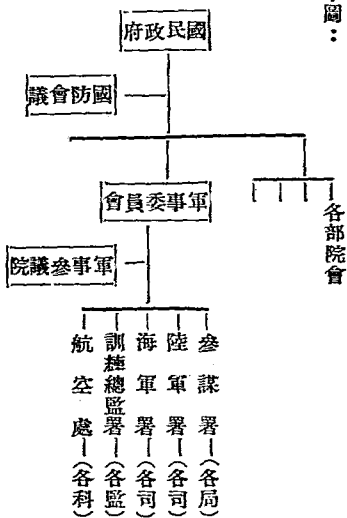 圖：
國民政府
國防會議
各部院會
軍事委員會
軍事參議院
參謀署—(各局)
陸軍署—(各司)
海軍署—(各司)
訓練總監署—(各監)
航空處—(各科)